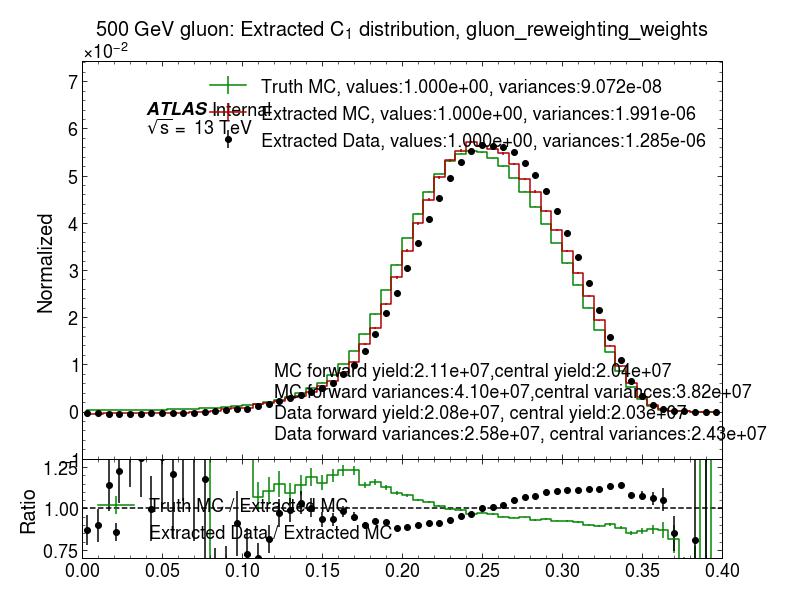 500 GeV gluon: Extracted C₁ distribution, gluon_reweighting_weights
×10⁻²
Truth MC, values:1.000e+00, variances:9.072e-08
ATLAS Internal
Extracted MC, values:1.000e+00, variances:1.991e-06
√s = 13 TeV
Extracted Data, values:1.000e+00, variances:1.285e-06
7
6
5
4
3
2
1
0
1
Normalized
MC forward yield:2.11e+07,central yield:2.04e+07
MC forward variances:4.10e+07,central variances:3.82e+07
Data forward yield:2.08e+07, central yield:2.03e+07
Data forward variances:2.58e+07, central variances:2.43e+07
1.25
1.00
0.75
Ratio
Truth MC / Extracted MC
Extracted Data / Extracted MC
0.00 0.05 0.10 0.15 0.20 0.25 0.30 0.35 0.40